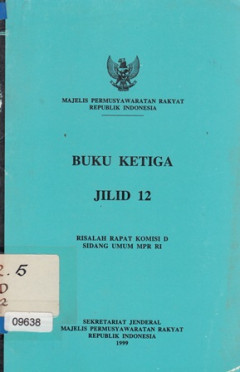 MAJELIS PERMUSYAWARATAN RAKYAT
REPUBLIK INDONESIA
BUKU KETIGA
JILID 12
RISALAH RAPAT KOMISI D
SIDANG UMUM MPR RI
2.5
D
2
09638
SEKRETARIAT JENDERAL
MAJELIS PERMUSYAWARATAN RAKYAT
REPUBLIK INDONESIA
1999